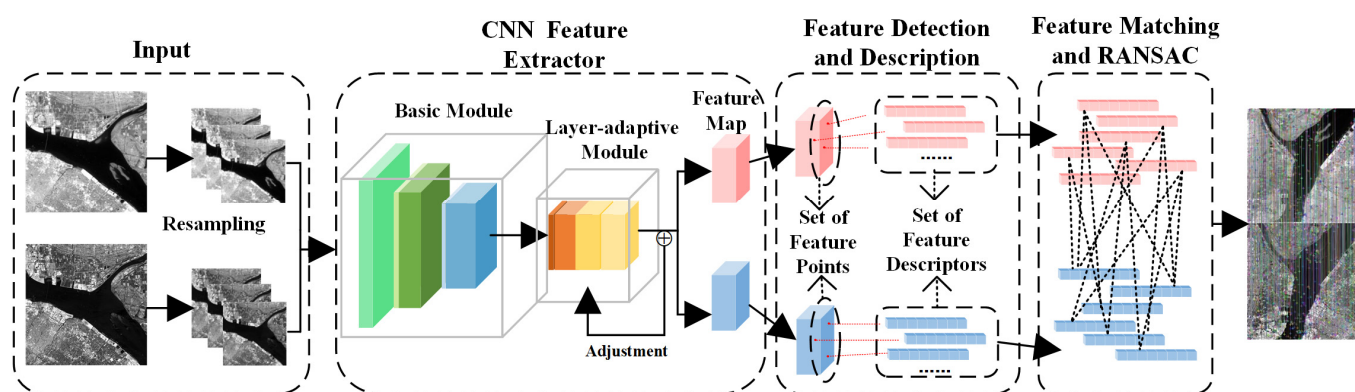 Input
Resampling
CNN Feature
Extractor
Basic Module
Layer-adaptive
Module
Adjustment
Feature
Map
Feature Detection
and Description
......
Set of
Feature
Points
Set of
Feature
Descriptors
......
Feature Matching
and RANSAC